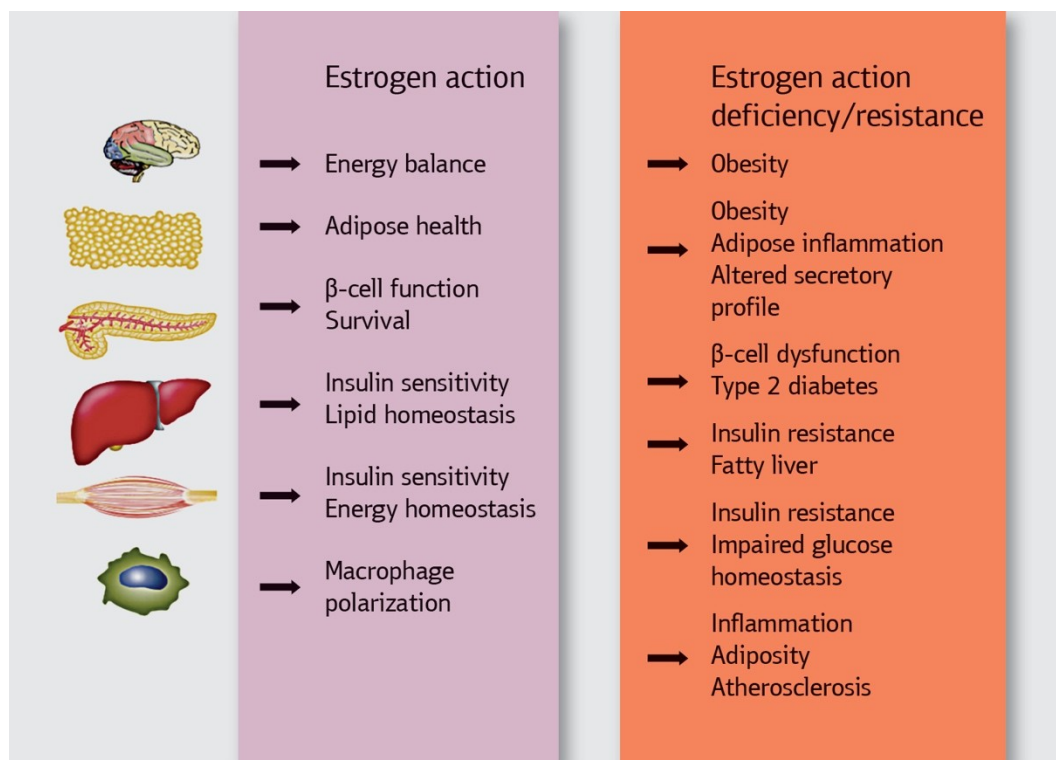 Estrogen action
Energy balance
Adipose health
β-cell function
Survival
Insulin sensitivity
Lipid homeostasis
Insulin sensitivity
Energy homeostasis
Macrophage
polarization
Estrogen action
deficiency/resistance
Obesity
Obesity
Adipose inflammation
Altered secretory
profile
β-cell dysfunction
Type 2 diabetes
Insulin resistance
Fatty liver
Insulin resistance
Impaired glucose
homeostasis
Inflammation
Adiposity
Atherosclerosis